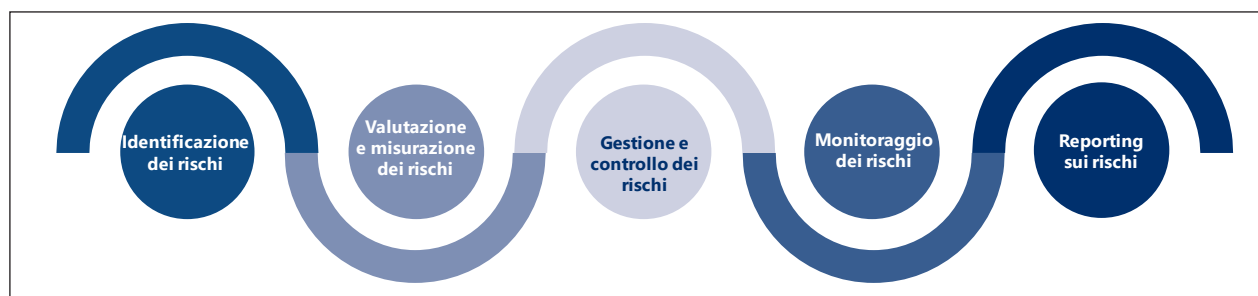 Identificazione
dei rischi
Valutazione
e misurazione
dei rischi
Gestione e
controllo dei
rischi
Monitoraggio
dei rischi
Reporting
sui rischi